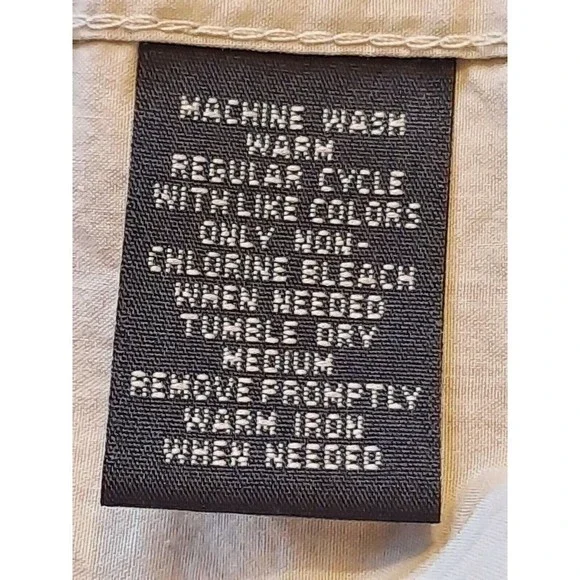 MACHINE WASH
WARM
REGULAR CYCLE
WITH LIKE COLORS
ONLY NON-
CHLORINE BLEACH
WHEN NEEDED
TUMBLE DRY
MEDIUM
REMOVE PROMPTLY
WARM IRON
WHEN NEEDED